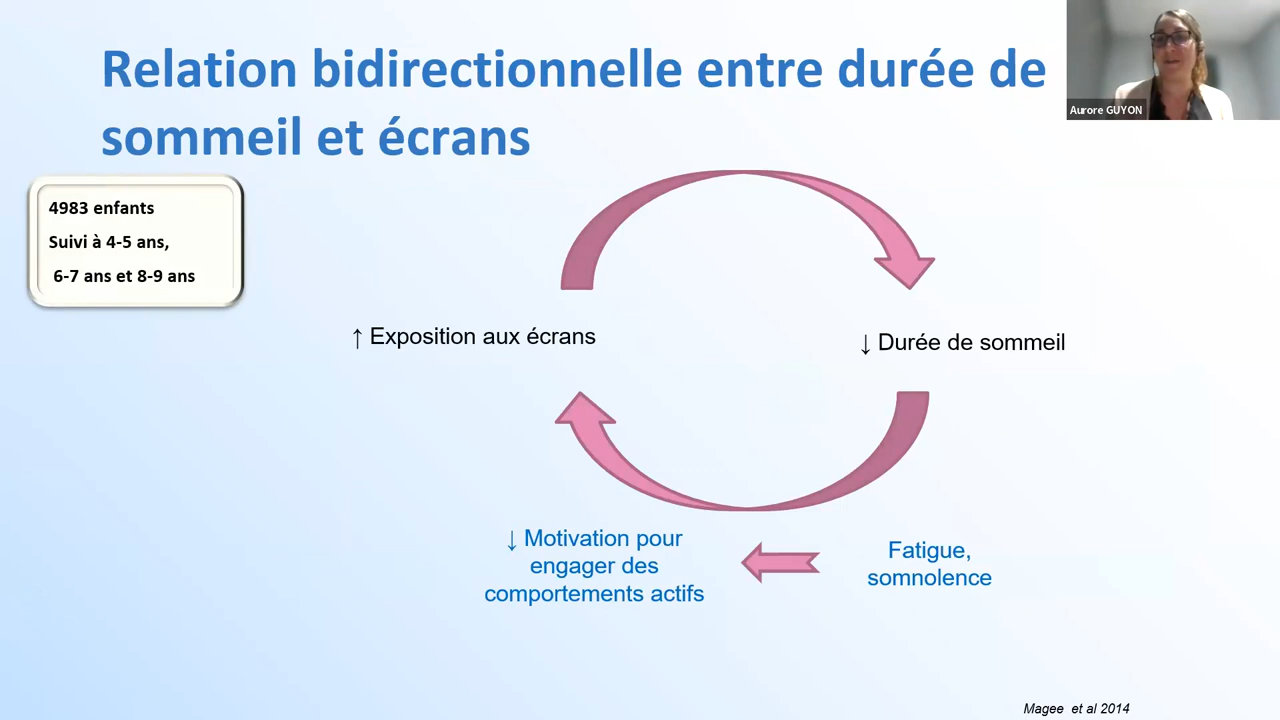 Relation bidirectionnelle entre durée de
sommeil et écrans
Aurore GUYON
4983 enfants
Suivi à 4-5 ans,
6-7 ans et 8-9 ans
↑ Exposition aux écrans
↓ Durée de sommeil
↓ Motivation pour
engager des
comportements actifs
Fatigue,
somnolence
Magee et al 2014